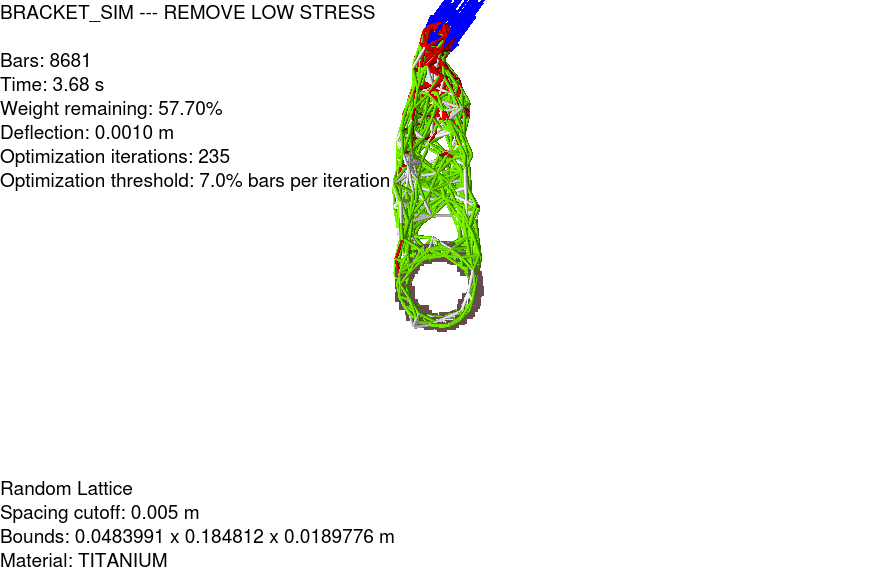 BRACKET_SIM --- REMOVE LOW STRESS
Bars: 8681
Time: 3.68 s
Weight remaining: 57.70%
Deflection: 0.0010 m
Optimization iterations: 235
Optimization threshold: 7.0% bars per iteration
Random Lattice
Spacing cutoff: 0.005 m
Bounds: 0.0483991 x 0.184812 x 0.0189776 m
Material: TITANIUM